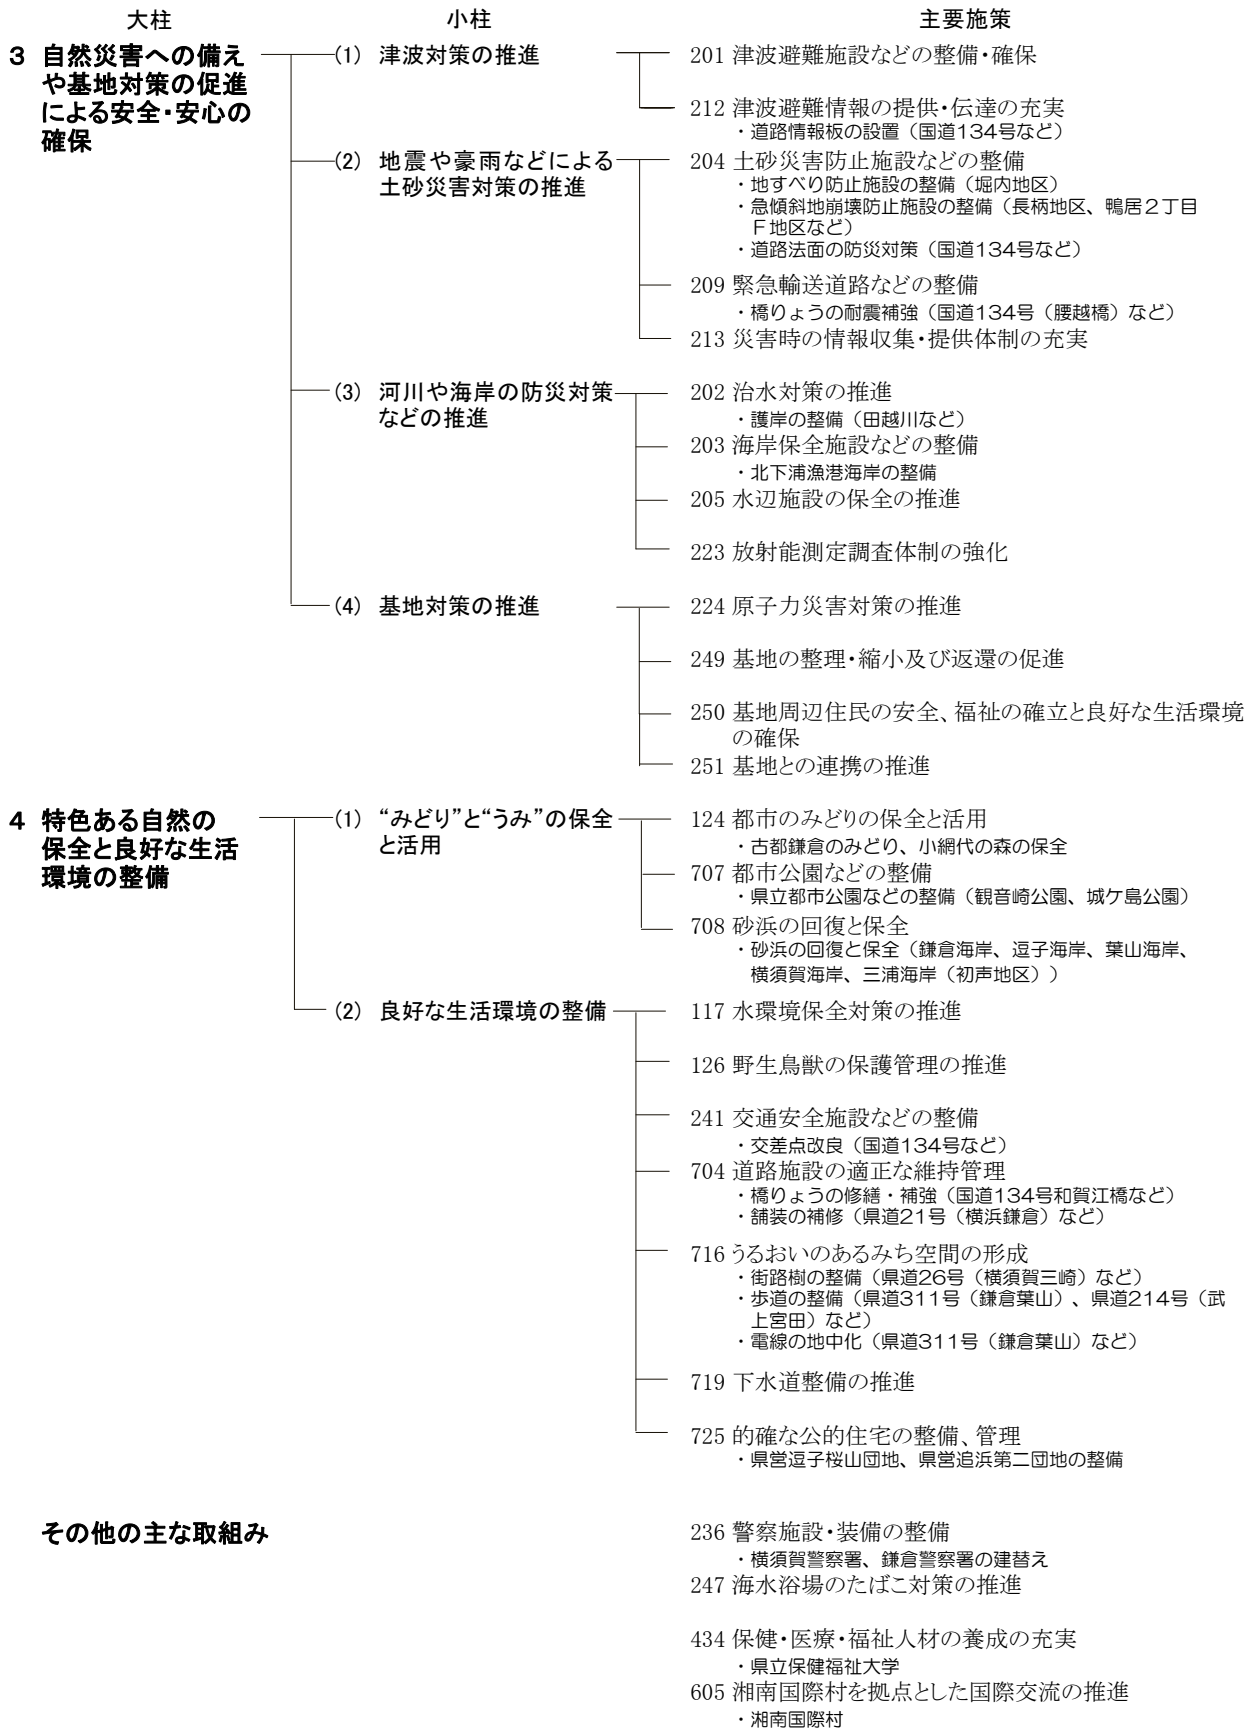 大柱 小柱 主要施策
3 自然災害への備え
や基地対策の促進
による安全・安心の
確保
(1) 津波対策の推進
201 津波避難施設などの整備・確保
212 津波避難情報の提供・伝達の充実
・道路情報板の設置（国道134号など）
(2) 地震や豪雨などによる
土砂災害対策の推進
204 土砂災害防止施設などの整備
・地すべり防止施設の整備（堀内地区）
・急傾斜地崩壊防止施設の整備（長柄地区、鴨居２丁目
Ｆ地区など）
・道路法面の防災対策（国道134号など）
209 緊急輸送道路などの整備
・橋りょうの耐震補強（国道134号（腰越橋）など）
213 災害時の情報収集・提供体制の充実
(3) 河川や海岸の防災対策
などの推進
202 治水対策の推進
・護岸の整備（田越川など）
203 海岸保全施設などの整備
・北下浦漁港海岸の整備
205 水辺施設の保全の推進
223 放射能測定調査体制の強化
(4) 基地対策の推進
224 原子力災害対策の推進
249 基地の整理・縮小及び返還の促進
250 基地周辺住民の安全、福祉の確立と良好な生活環境
の確保
251 基地との連携の推進
4 特色ある自然の
保全と良好な生活
環境の整備
(1) “みどり”と“うみ”の保全
と活用
124 都市のみどりの保全と活用
・古都鎌倉のみどり、小網代の森の保全
707 都市公園などの整備
・県立都市公園などの整備（観音崎公園、城ケ島公園）
708 砂浜の回復と保全
・砂浜の回復と保全（鎌倉海岸、逗子海岸、葉山海岸、
横須賀海岸、三浦海岸（初声地区））
(2) 良好な生活環境の整備
117 水環境保全対策の推進
126 野生鳥獣の保護管理の推進
241 交通安全施設などの整備
・交差点改良（国道134号など）
704 道路施設の適正な維持管理
・橋りょうの修繕・補強（国道134号和賀江橋など）
・舗装の補修（県道21号（横浜鎌倉）など）
716 うるおいのあるみち空間の形成
・街路樹の整備（県道26号（横須賀三崎）など）
・歩道の整備（県道311号（鎌倉葉山）、県道214号（武
上宮田）など）
・電線の地中化（県道311号（鎌倉葉山）など）
719 下水道整備の推進
725 的確な公的住宅の整備、管理
・県営逗子桜山団地、県営追浜第二団地の整備
その他の主な取組み
236 警察施設・装備の整備
・横須賀警察署、鎌倉警察署の建替え
247 海水浴場のたばこ対策の推進
434 保健・医療・福祉人材の養成の充実
・県立保健福祉大学
605 湘南国際村を拠点とした国際交流の推進
・湘南国際村